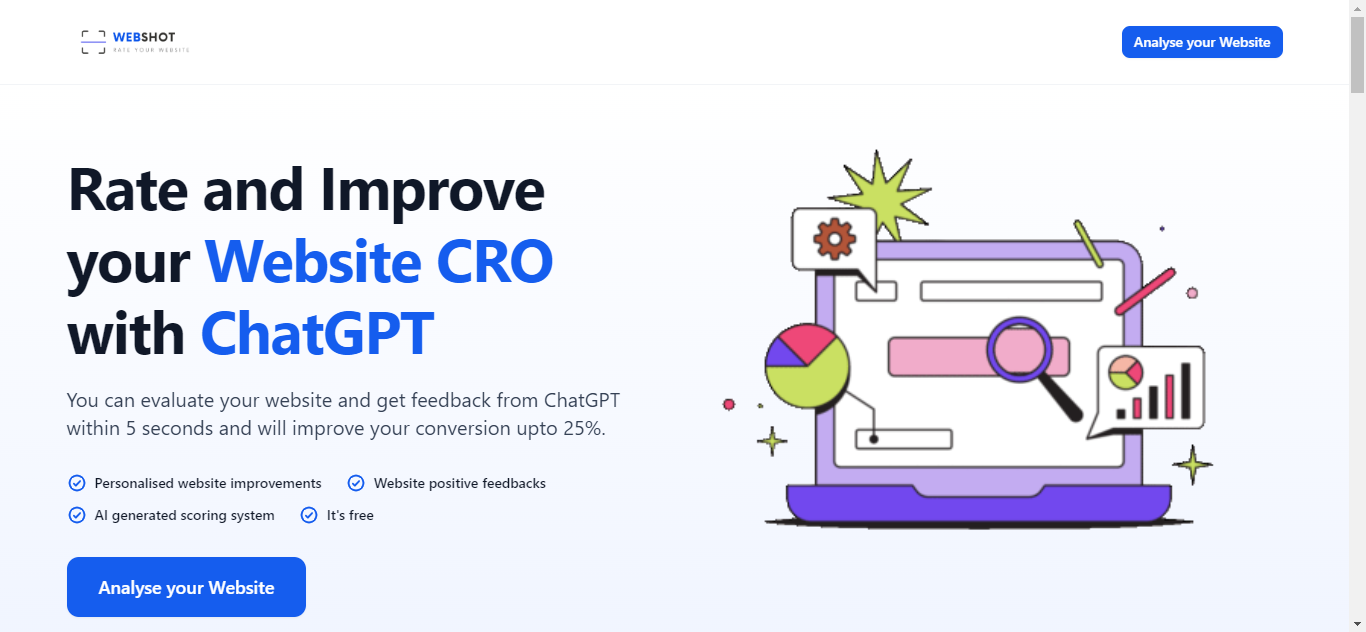 WEBSHOT
RATE YOUR WEBSITE
Analyse your Website
Rate and Improve
your Website CRO
with ChatGPT
You can evaluate your website and get feedback from ChatGPT
within 5 seconds and will improve your conversion upto 25%.
Personalised website improvements
Website positive feedbacks
AI generated scoring system
It's free
Analyse your Website